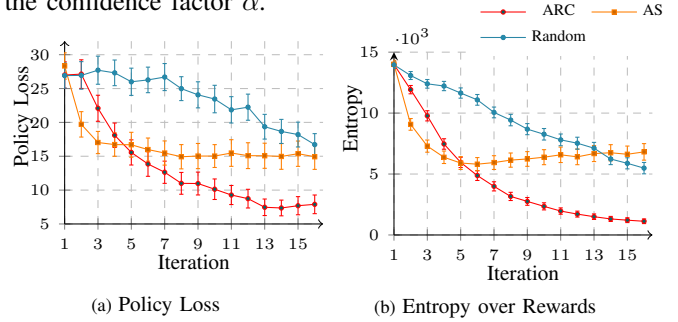 the confidence factor α.
ARC AS
Random
30
25
20
15
10
5
1 3 5 7 9 11 13 15
Iteration
Policy Loss
(a) Policy Loss
·10³
15
10
5
0
1 3 5 7 9 11 13 15
Iteration
Entropy
(b) Entropy over Rewards